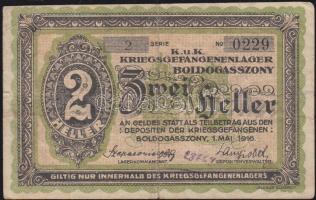 2 SERIE No 0229
K.u.K.
KRIEGSGEFANGENENLAGER
BOLDOGASSZONY
2
HELLER
Zwei Heller
AN GELDES STATT ALS TEILBETRAG AUS DEN
DEPOSITEN DER KRIEGSGEFANGENEN:
BOLDOGASSZONY, 1. MAI 1916.
LAGERKOMMANDANT DEPOSITENVERWALTER.
GILTIG NUR INNERHALB DES KRIEGSGEFANGENENLAGERS